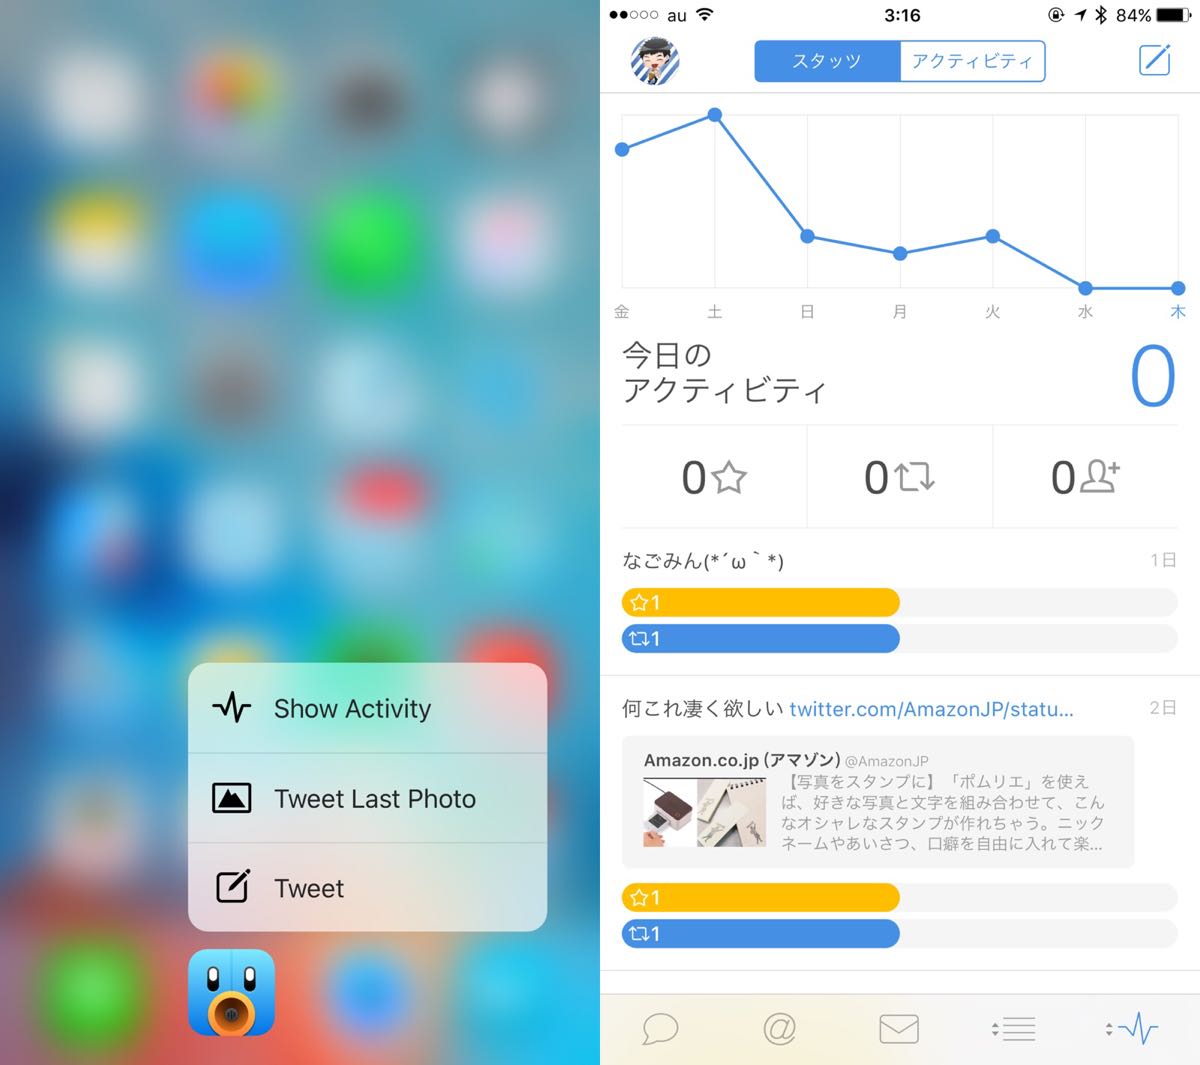 Show Activity
Tweet Last Photo
Tweet
au
3:16
84%
スタッツ
アクティビティ
金 土 日 月 火 水 木
今日の
アクティビティ
0
0 0 0
なごみん(*´ω｀*)
1日
1
1
何これ凄く欲しい twitter.com/AmazonJP/statu...
2日
Amazon.co.jp（アマゾン）@AmazonJP
【写真をスタンプに】「ポムリエ」を使え
ば、好きな写真と文字を組み合わせて、こん
なオシャレなスタンプが作れちゃう。ニック
ネームやあいさつ、口癖を自由に入れて楽...
1
1
@